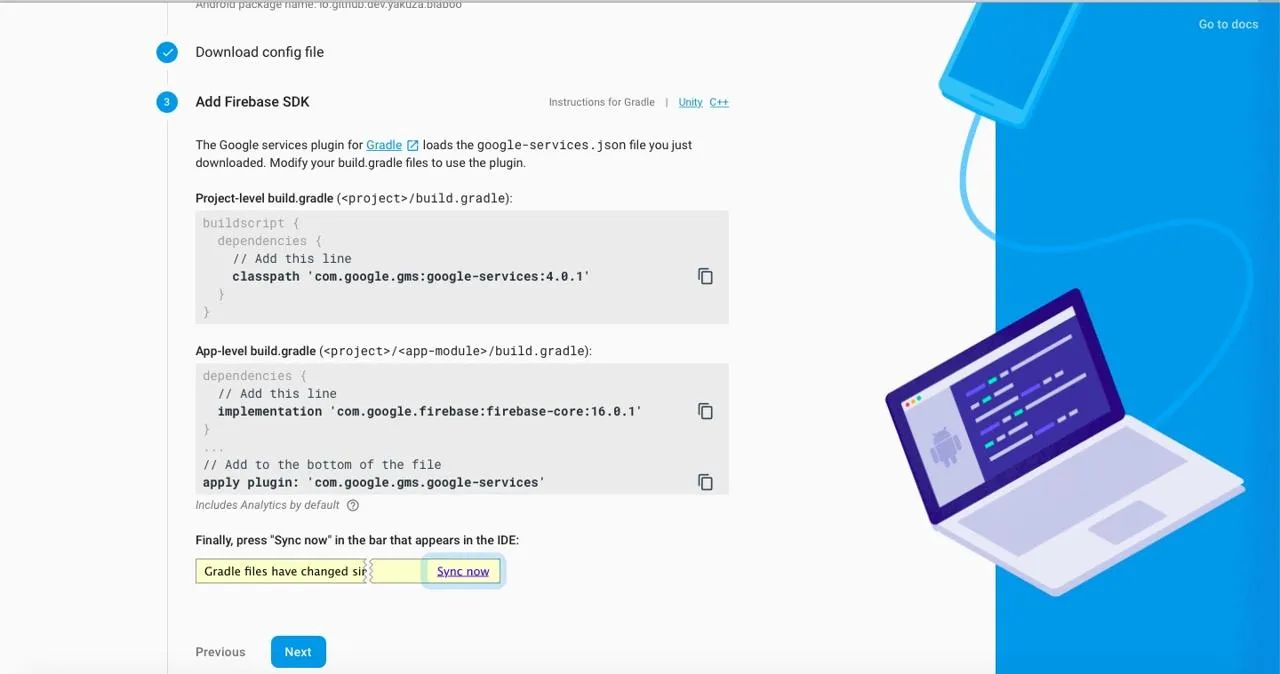 Android package name: io.github.dev.yakuza.blaboo
Go to docs
Download config file
3 Add Firebase SDK
Instructions for Gradle | Unity C++
The Google services plugin for Gradle loads the google-services.json file you just
downloaded. Modify your build.gradle files to use the plugin.
Project-level build.gradle (<project>/build.gradle):
buildscript {
dependencies {
// Add this line
classpath 'com.google.gms:google-services:4.0.1'
}
}
App-level build.gradle (<project>/<app-module>/build.gradle):
dependencies {
// Add this line
implementation 'com.google.firebase:firebase-core:16.0.1'
}
...
// Add to the bottom of the file
apply plugin: 'com.google.gms.google-services'
Includes Analytics by default ?
Finally, press "Sync now" in the bar that appears in the IDE:
Gradle files have changed sin Sync now
Previous Next